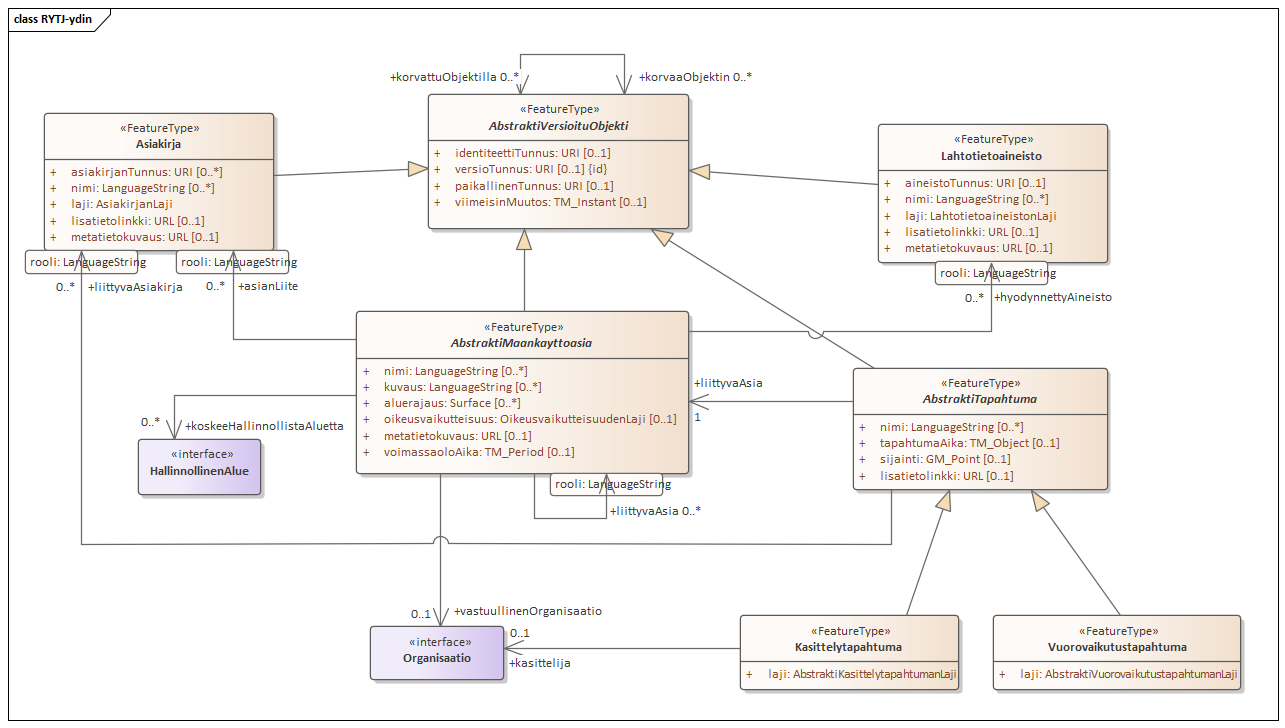 class RYTJ-ydin
+korvattuObjektilla 0..*
+korvaaObjektin 0..*
«FeatureType»
AbstraktiVersioituObjekti
+ identiteettiTunnus: URI [0..1]
+ versioTunnus: URI [0..1] {id}
+ paikallinenTunnus: URI [0..1]
+ viimeisinMuutos: TM_Instant [0..1]
«FeatureType»
Asiakirja
+ asiakirjanTunnus: URI [0..*]
+ nimi: LanguageString [0..*]
+ laji: AsiakirjanLaji
+ lisatietolinkki: URL [0..1]
+ metatietokuvaus: URL [0..1]
rooli: LanguageString
rooli: LanguageString
0..*
+liittyvaAsiakirja
0..*
+asianLiite
«FeatureType»
Lahtotietoaineisto
+ aineistoTunnus: URI [0..1]
+ nimi: LanguageString [0..*]
+ laji: LahtotietoaineistonLaji
+ lisatietolinkki: URL [0..1]
+ metatietokuvaus: URL [0..1]
rooli: LanguageString
0..*
+hyodynnettyAineisto
«FeatureType»
AbstraktiMaankayttoasia
+ nimi: LanguageString [0..*]
+ kuvaus: LanguageString [0..*]
+ aluerajaus: Surface [0..*]
+ oikeusvaikutteisuus: OikeusvaikutteisuudenLaji [0..1]
+ metatietokuvaus: URL [0..1]
+ voimassaoloAika: TM_Period [0..1]
rooli: LanguageString
+liittyvaAsia 0..*
+liittyvaAsia
1
«FeatureType»
AbstraktiTapahtuma
+ nimi: LanguageString [0..*]
+ tapahtumaAika: TM_Object [0..1]
+ sijainti: GM_Point [0..1]
+ lisatietolinkki: URL [0..1]
0..*
+koskeeHallinnollistaAluetta
«interface»
HallinnollinenAlue
0..1
+vastuullinenOrganisaatio
«interface»
Organisaatio
0..1
+kasittelija
«FeatureType»
Kasittelytapahtuma
+ laji: AbstraktiKasittelytapahtumanLaji
«FeatureType»
Vuorovaikutustapahtuma
+ laji: AbstraktiVuorovaikutustapahtumanLaji